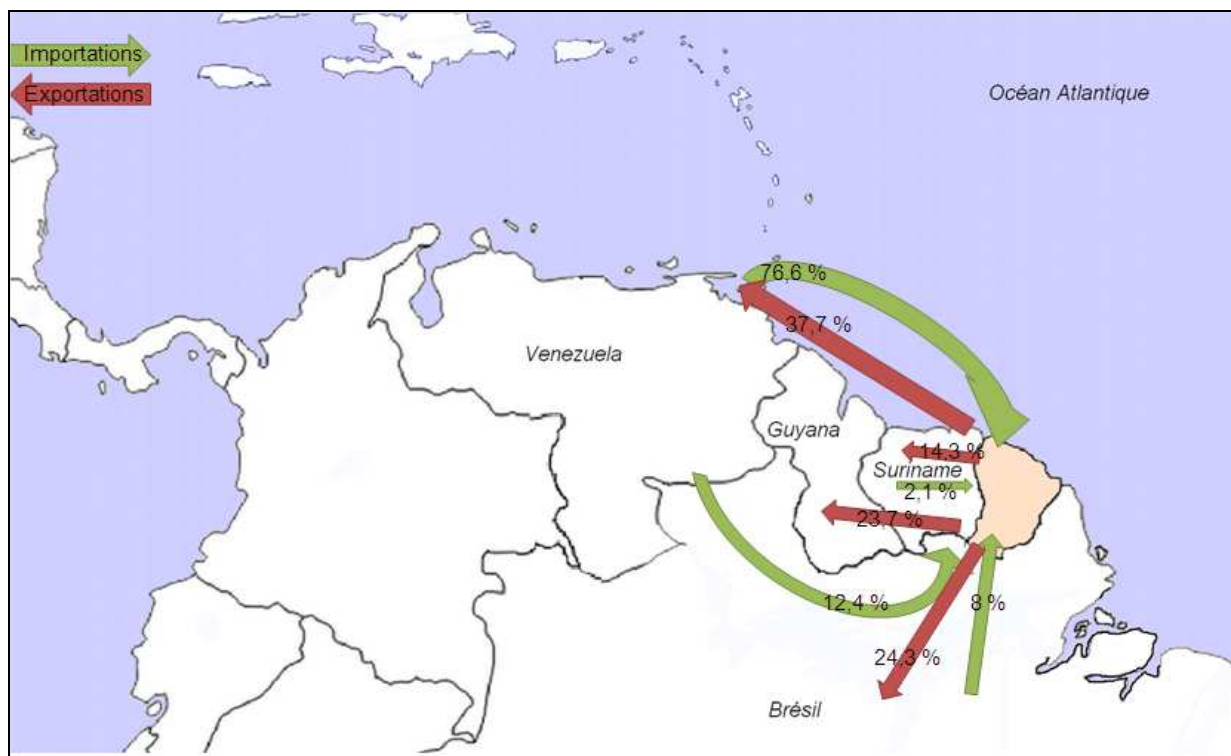 Importations
Exportations
Océan Atlantique
76,6 %
37,7 %
Venezuela
Guyana
14,3 %
Suriname
2,1 %
23,7 %
12,4 %
8 %
24,3 %
Brésil